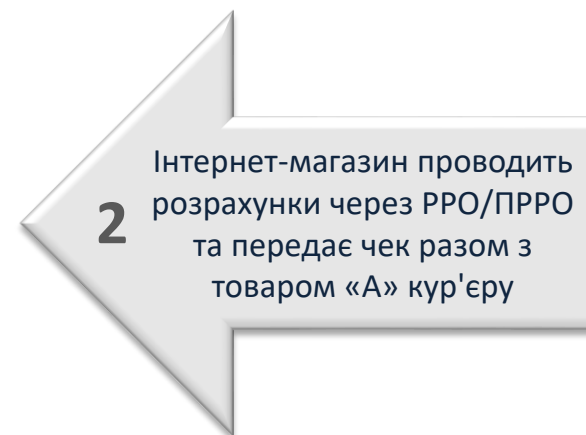 2
Інтернет-магазин проводить
розрахунки через РРО/ПРРО
та передає чек разом з
товаром «А» кур'єру